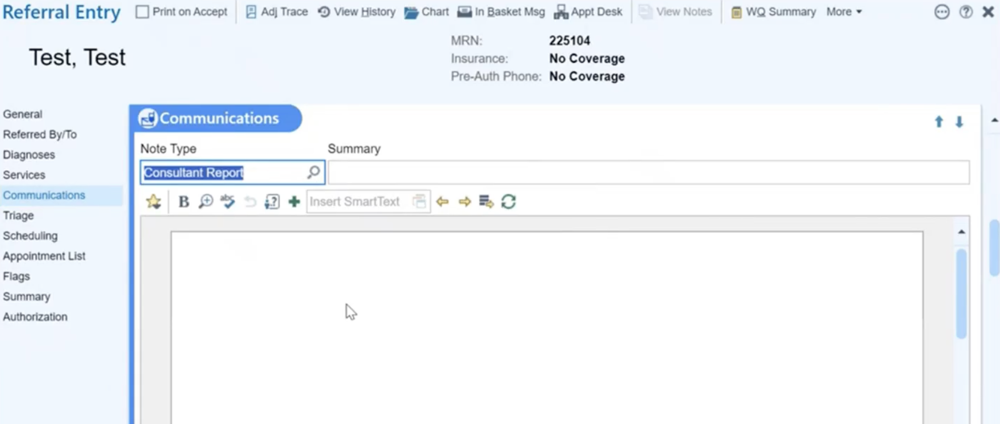 Referral Entry Print on Accept Adj Trace View History Chart In Basket Msg Appt Desk View Notes WQ Summary More
MRN: 225104
Test, Test
Insurance: No Coverage
Pre-Auth Phone: No Coverage
General
Referred By/To
Diagnoses
Services
Communications
Triage
Scheduling
Appointment List
Flags
Summary
Authorization
Communications
Note Type Summary
Consultant Report
B abc Insert SmartText